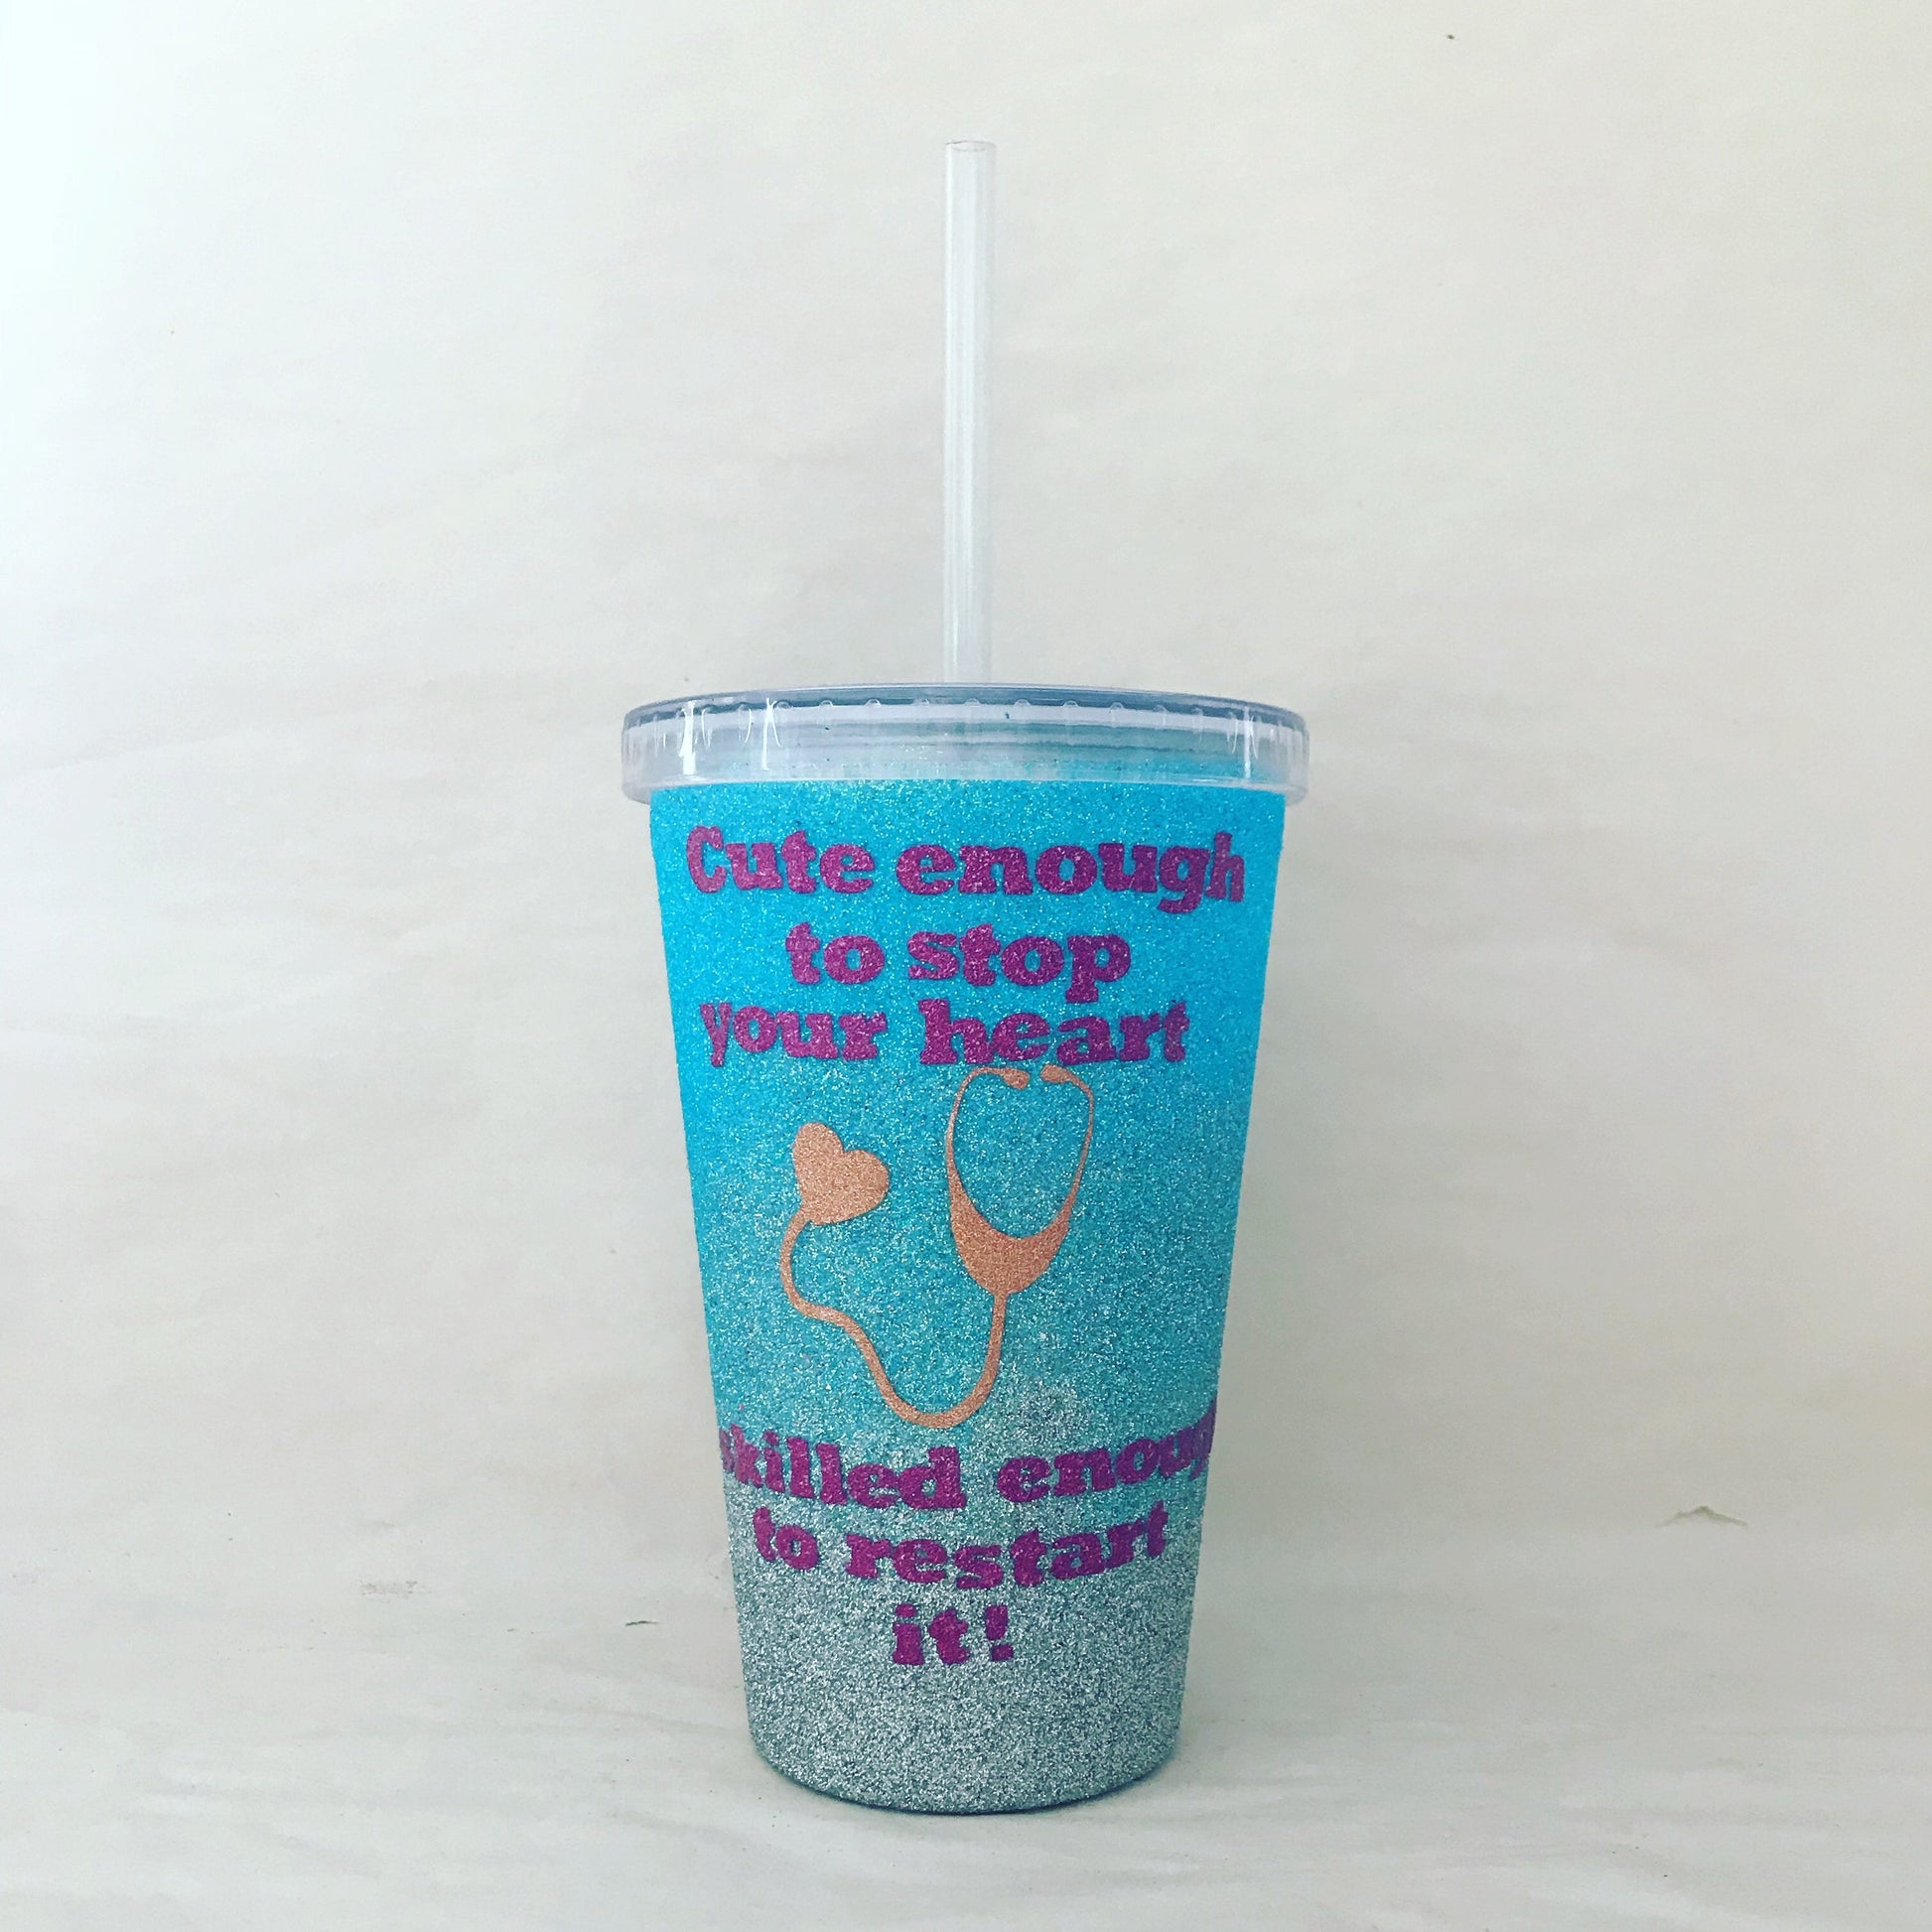 Cute enough
to stop
your heart
skilled enough
to restart
it!